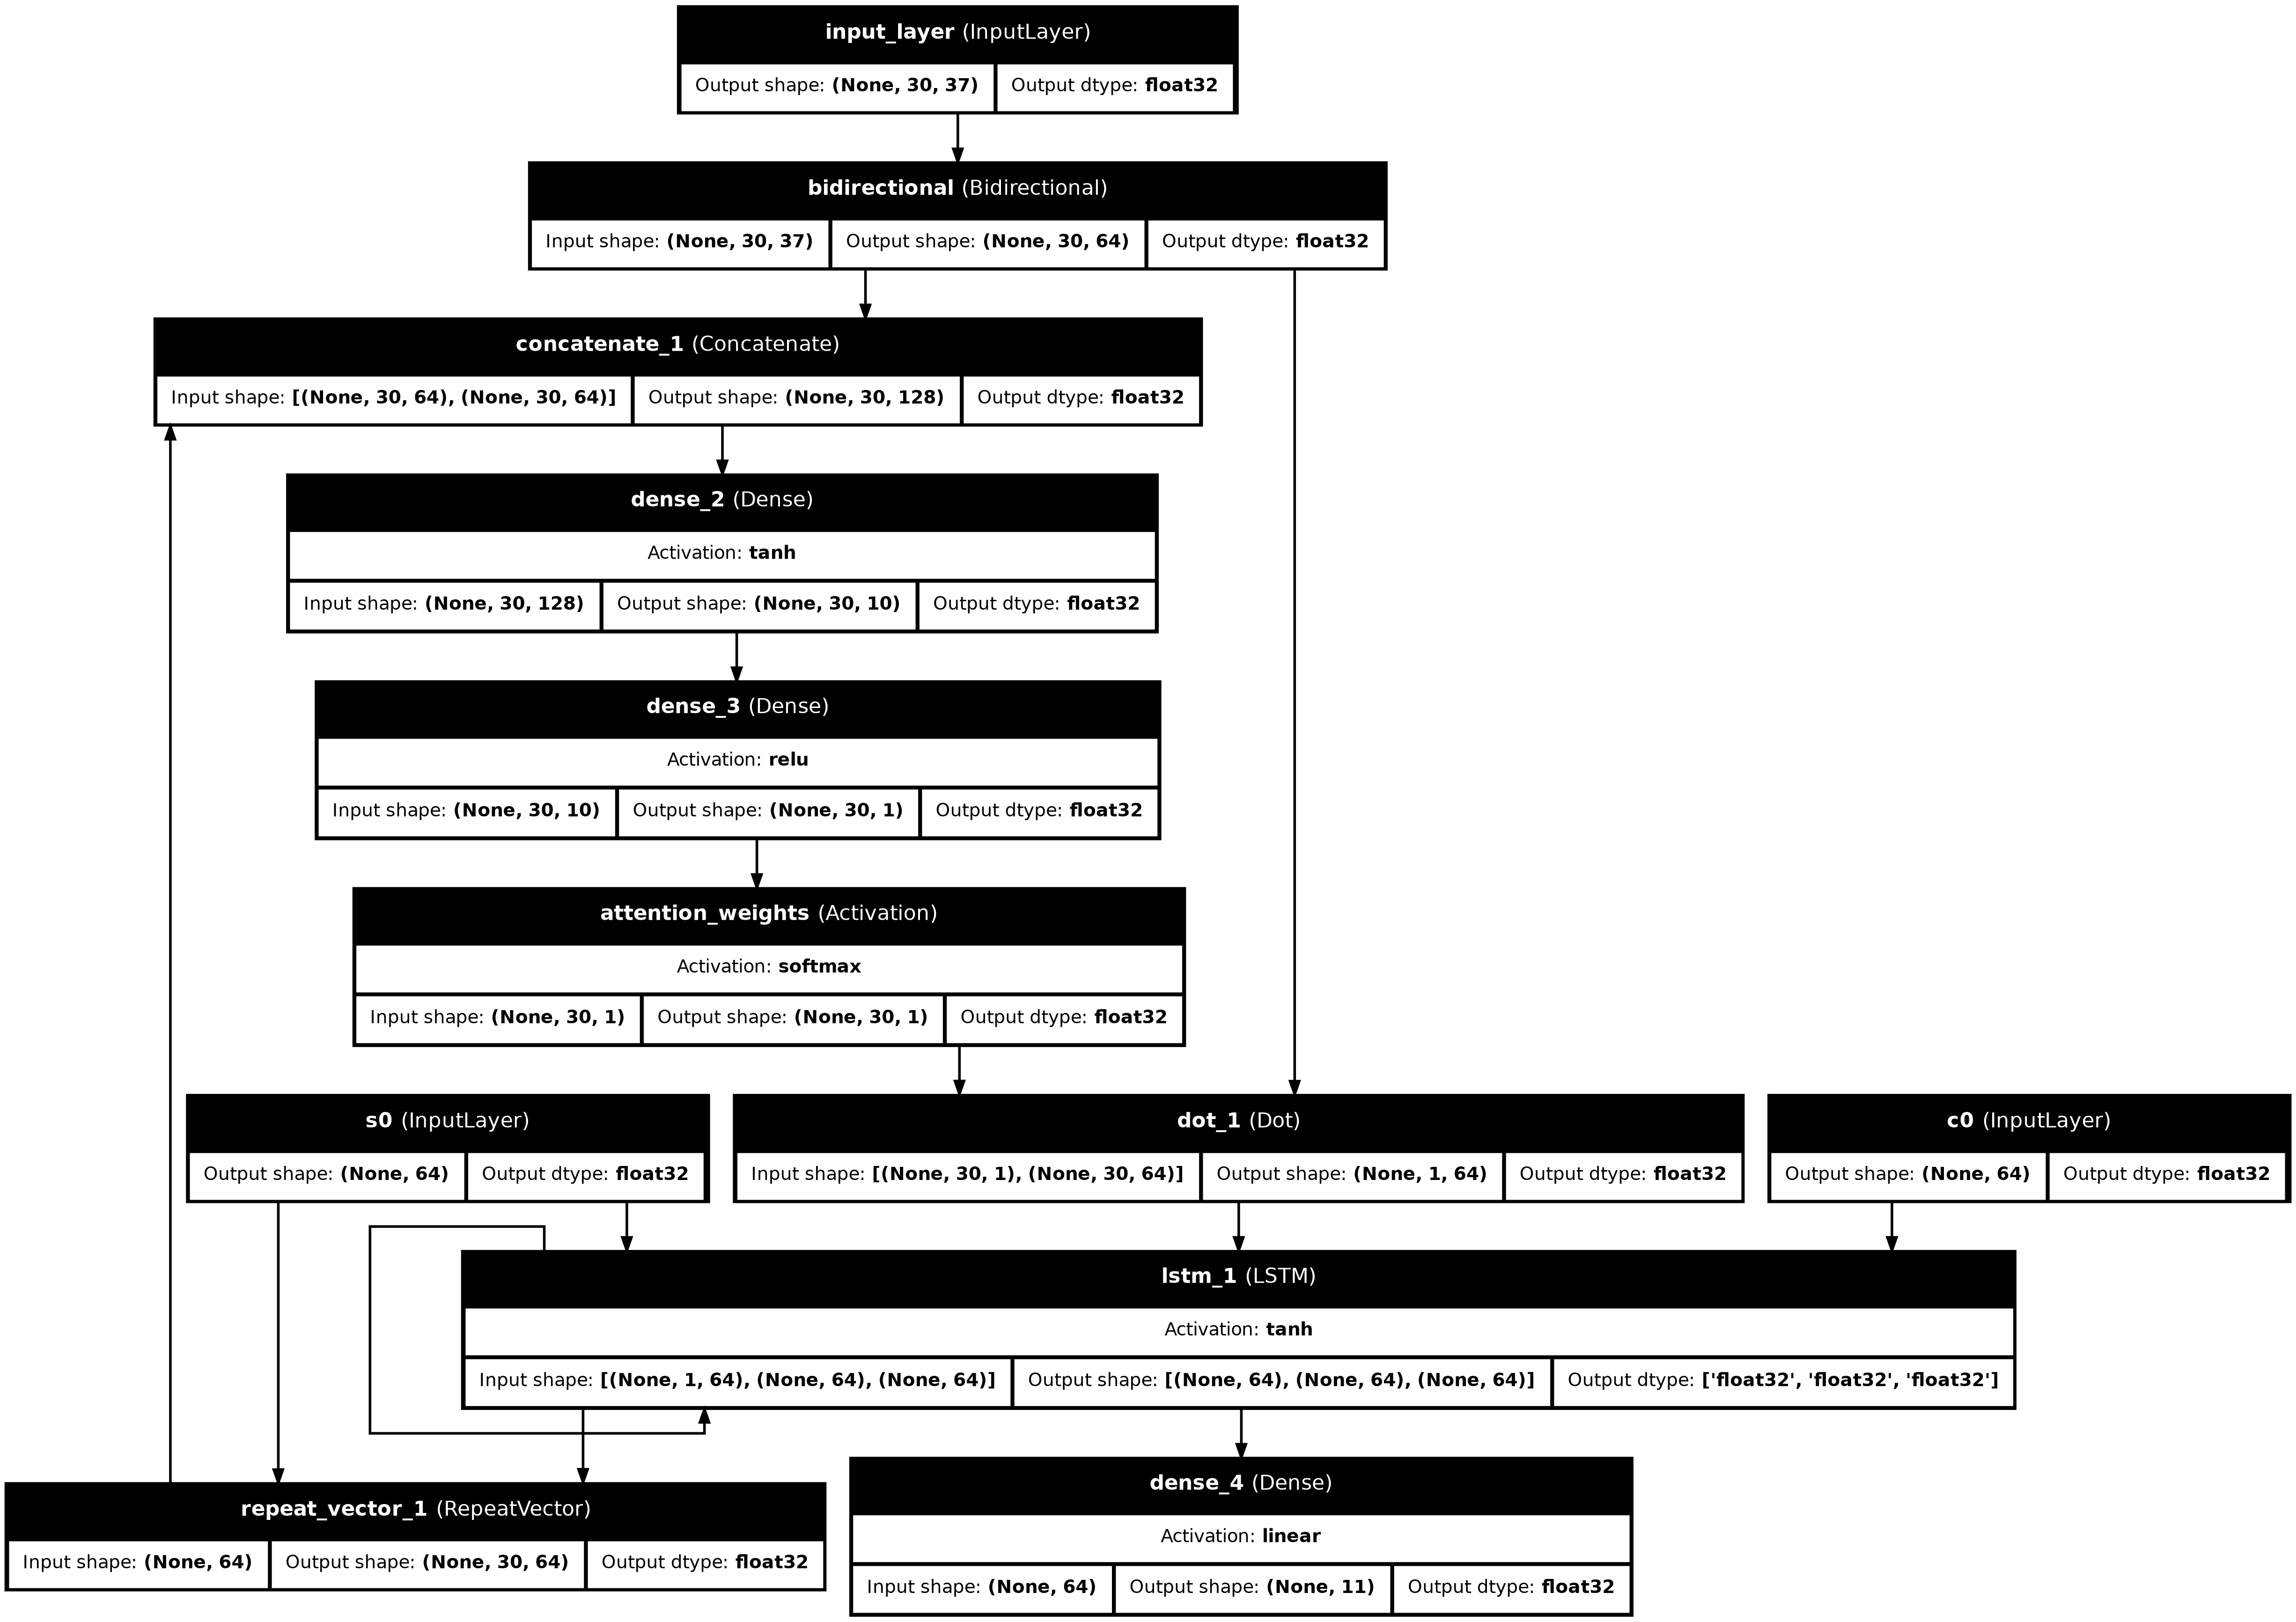 input_layer (InputLayer)
Output shape: (None, 30, 37) Output dtype: float32
bidirectional (Bidirectional)
Input shape: (None, 30, 37) Output shape: (None, 30, 64) Output dtype: float32
concatenate_1 (Concatenate)
Input shape: [(None, 30, 64), (None, 30, 64)] Output shape: (None, 30, 128) Output dtype: float32
dense_2 (Dense)
Activation: tanh
Input shape: (None, 30, 128) Output shape: (None, 30, 10) Output dtype: float32
dense_3 (Dense)
Activation: relu
Input shape: (None, 30, 10) Output shape: (None, 30, 1) Output dtype: float32
attention_weights (Activation)
Activation: softmax
Input shape: (None, 30, 1) Output shape: (None, 30, 1) Output dtype: float32
s0 (InputLayer)
Output shape: (None, 64) Output dtype: float32
dot_1 (Dot)
Input shape: [(None, 30, 1), (None, 30, 64)] Output shape: (None, 1, 64) Output dtype: float32
c0 (InputLayer)
Output shape: (None, 64) Output dtype: float32
lstm_1 (LSTM)
Activation: tanh
Input shape: [(None, 1, 64), (None, 64), (None, 64)] Output shape: [(None, 64), (None, 64), (None, 64)] Output dtype: ['float32', 'float32', 'float32']
repeat_vector_1 (RepeatVector)
Input shape: (None, 64) Output shape: (None, 30, 64) Output dtype: float32
dense_4 (Dense)
Activation: linear
Input shape: (None, 64) Output shape: (None, 11) Output dtype: float32